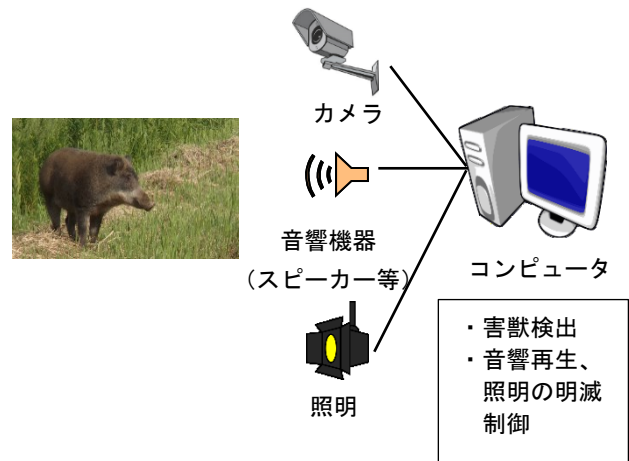 カメラ
音響機器
（スピーカー等）
照明
コンピュータ
・害獣検出
・音響再生、
照明の明滅
制御